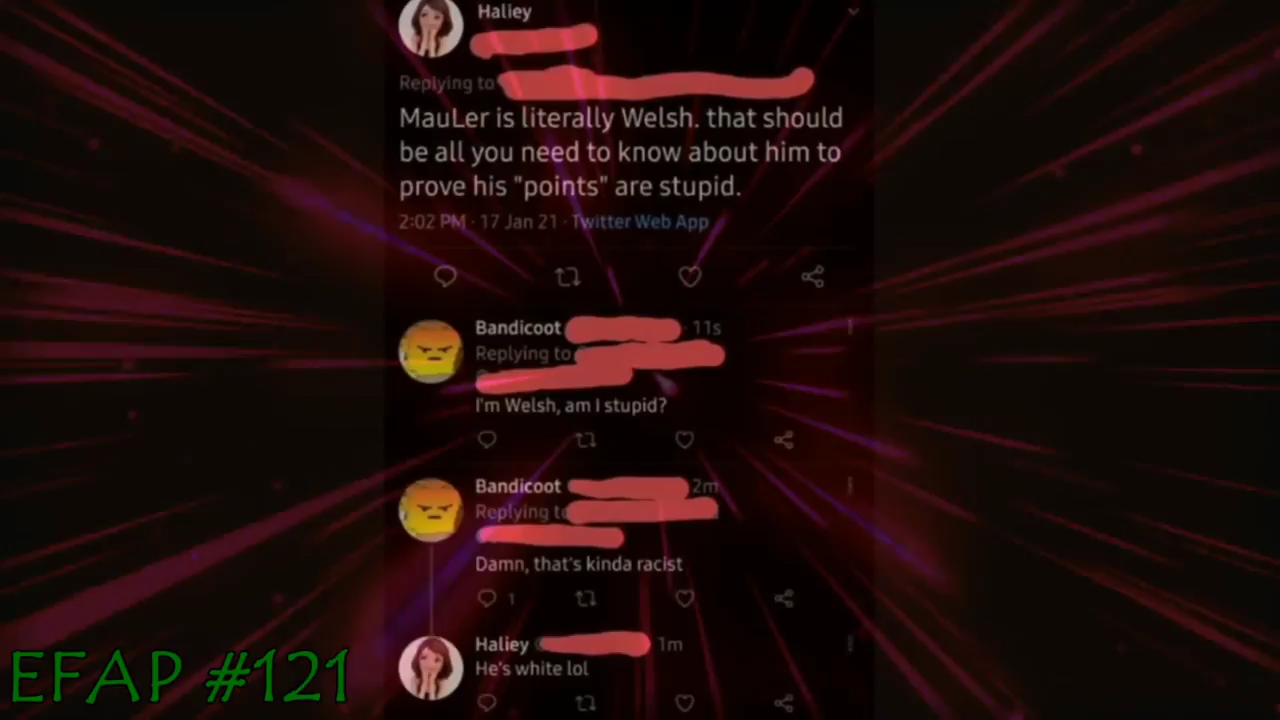 Haliey
Replying to
MauLer is literally Welsh. that should
be all you need to know about him to
prove his "points" are stupid.
2:02 PM · 17 Jan 21 · Twitter Web App
Bandicoot · 11s
Replying to
I'm Welsh, am I stupid?
Bandicoot 2m
Replying to
Damn, that's kinda racist
1
Haliey 1m
He's white lol
EFAP #121